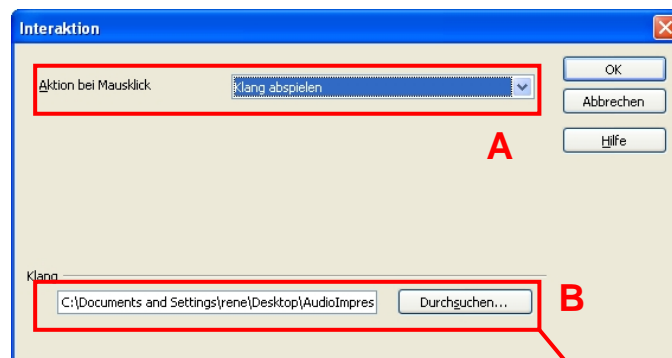 Interaktion
Aktion bei Mausklick
Klang abspielen
OK
Abbrechen
A
Hilfe
Klang
C:\Documents and Settings\rene\Desktop\AudioImpres
Durchsuchen...
B